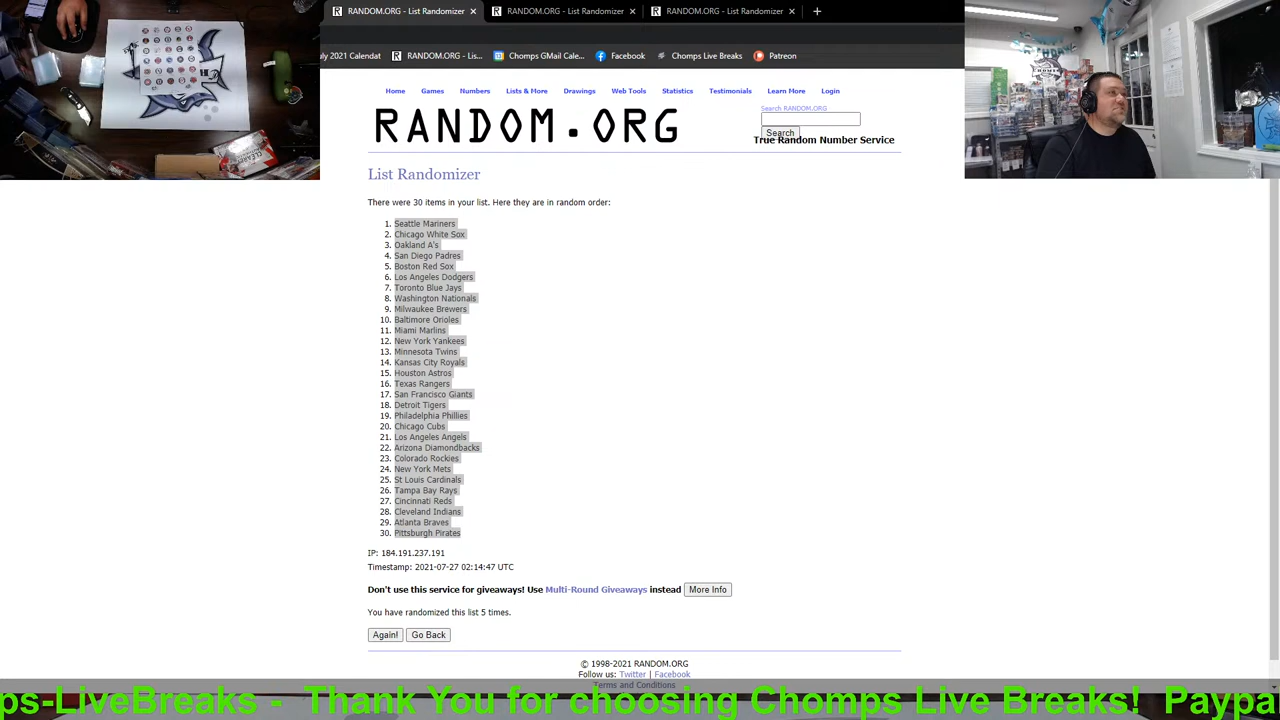 RANDOM.ORG - List Randomizer × RANDOM.ORG - List Randomizer × RANDOM.ORG - List Randomizer × +
ly 2021 Calendat RANDOM.ORG - Lis... Chomps GMail Cale... Facebook Chomps Live Breaks Patreon
Home Games Numbers Lists & More Drawings Web Tools Statistics Testimonials Learn More Login
RANDOM.ORG
Search RANDOM.ORG
Search
True Random Number Service
List Randomizer
There were 30 items in your list. Here they are in random order:
1. Seattle Mariners
2. Chicago White Sox
3. Oakland A's
4. San Diego Padres
5. Boston Red Sox
6. Los Angeles Dodgers
7. Toronto Blue Jays
8. Washington Nationals
9. Milwaukee Brewers
10. Baltimore Orioles
11. Miami Marlins
12. New York Yankees
13. Minnesota Twins
14. Kansas City Royals
15. Houston Astros
16. Texas Rangers
17. San Francisco Giants
18. Detroit Tigers
19. Philadelphia Phillies
20. Chicago Cubs
21. Los Angeles Angels
22. Arizona Diamondbacks
23. Colorado Rockies
24. New York Mets
25. St Louis Cardinals
26. Tampa Bay Rays
27. Cincinnati Reds
28. Cleveland Indians
29. Atlanta Braves
30. Pittsburgh Pirates
IP: 184.191.237.191
Timestamp: 2021-07-27 02:14:47 UTC
Don't use this service for giveaways! Use Multi-Round Giveaways instead More Info
You have randomized this list 5 times.
Again! Go Back
© 1998-2021 RANDOM.ORG
Follow us: Twitter | Facebook
Terms and Conditions
ps-LiveBreaks - Thank You for choosing Chomps Live Breaks! Paypa